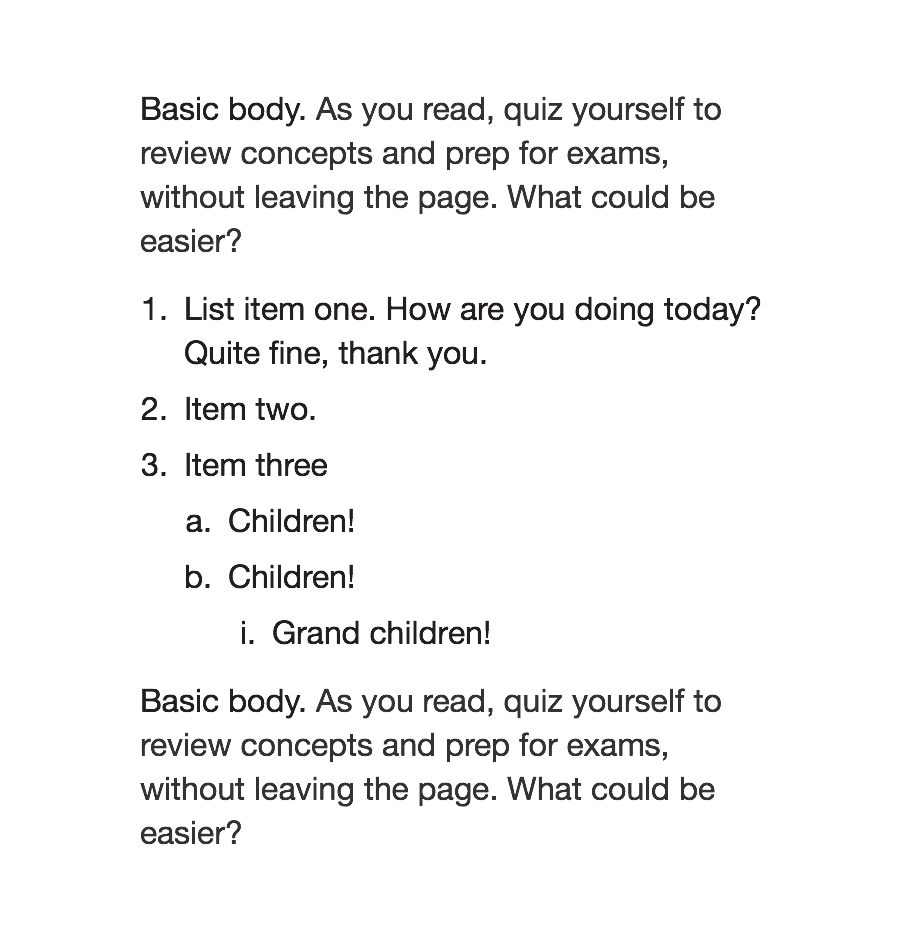 Basic body. As you read, quiz yourself to
review concepts and prep for exams,
without leaving the page. What could be
easier?
1. List item one. How are you doing today?
Quite fine, thank you.
2. Item two.
3. Item three
a. Children!
b. Children!
i. Grand children!
Basic body. As you read, quiz yourself to
review concepts and prep for exams,
without leaving the page. What could be
easier?